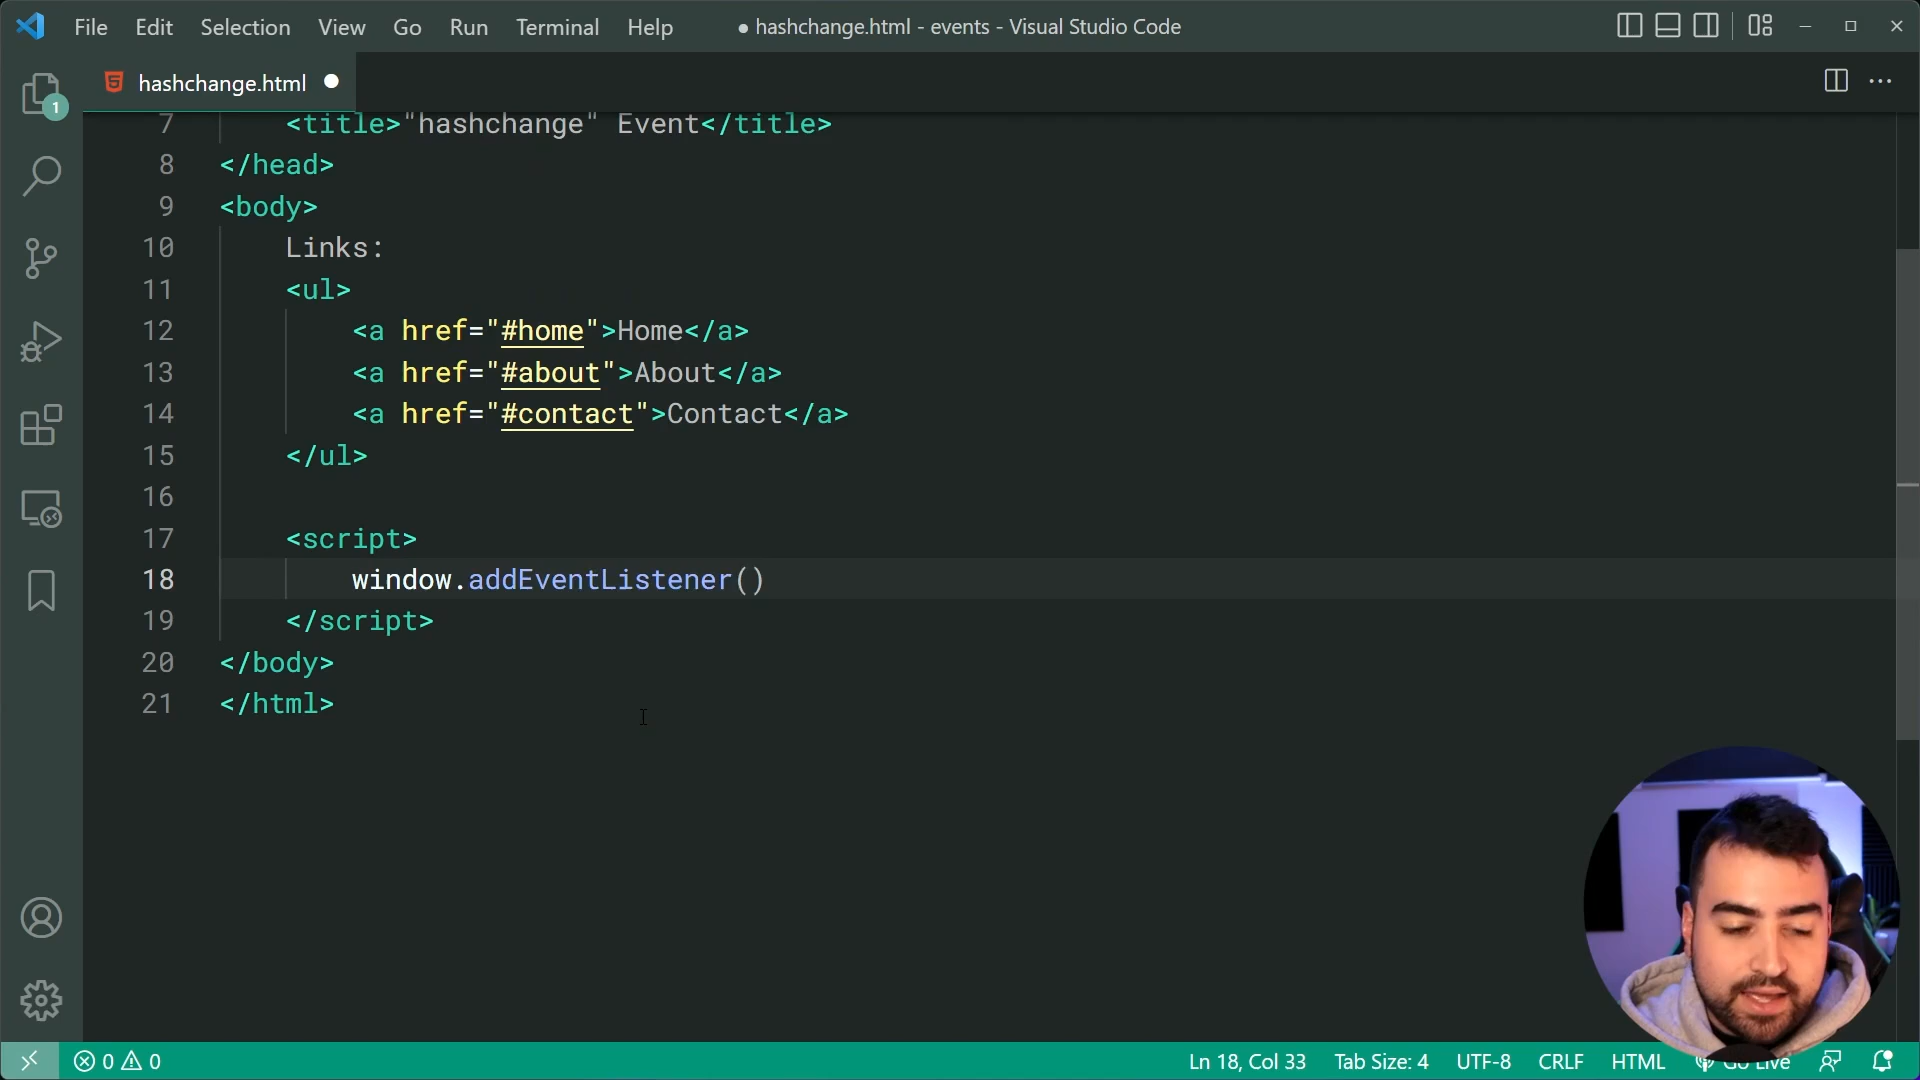 File Edit Selection View Go Run Terminal Help ● hashchange.html - events - Visual Studio Code
hashchange.html
1
7 <title>"hashchange" Event</title>
8 </head>
9 <body>
10 Links:
11 <ul>
12 <a href="#home">Home</a>
13 <a href="#about">About</a>
14 <a href="#contact">Contact</a>
15 </ul>
16
17 <script>
18 window.addEventListener()
19 </script>
20 </body>
21 </html>
0 0 Ln 18, Col 33 Tab Size: 4 UTF-8 CRLF HTML Go Live